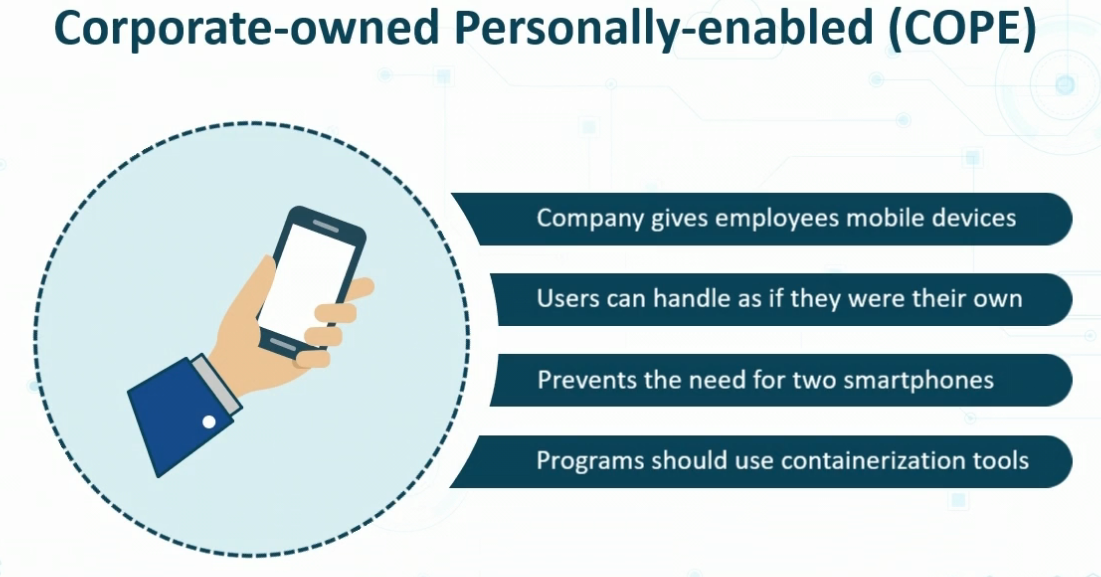 Corporate-owned Personally-enabled (COPE)
Company gives employees mobile devices
Users can handle as if they were their own
Prevents the need for two smartphones
Programs should use containerization tools